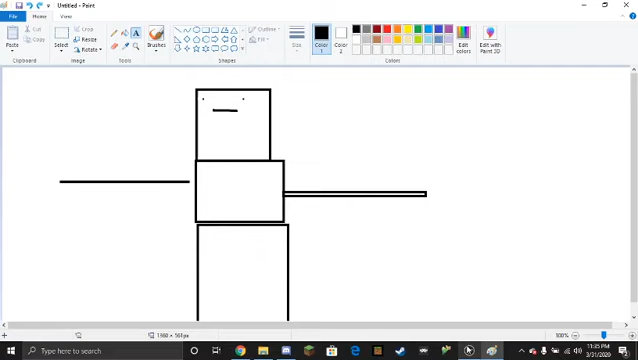 Untitled - Paint
File
Home
View
Paste
Cut
Copy
Clipboard
Select
Crop
Resize
Rotate
Image
A
Tools
Brushes
Outline
Fill
Shapes
Size
Color
1
Color
2
Edit
colors
Colors
Edit with
Paint 3D
100%
Type here to search
11:35 PM
3/31/2020